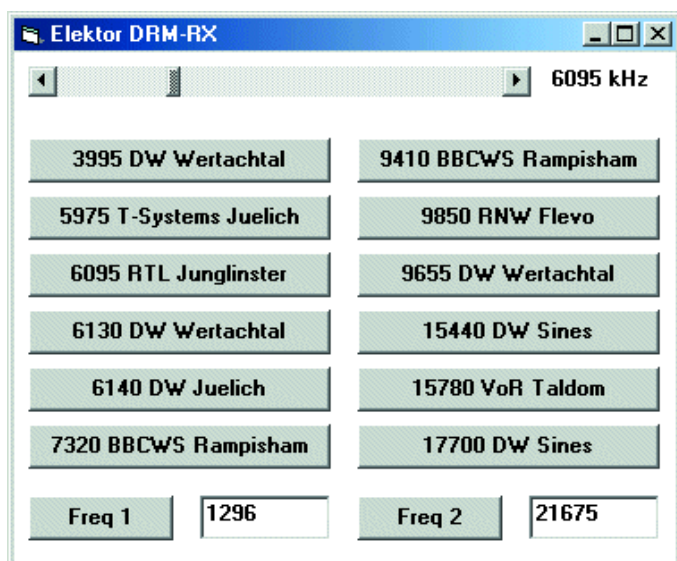 Elektor DRM-RX
6095 kHz
3995 DW Wertachtal
9410 BBCWS Rampisham
5975 T-Systems Juelich
9850 RNW Flevo
6095 RTL Junglinster
9655 DW Wertachtal
6130 DW Wertachtal
15440 DW Sines
6140 DW Juelich
15780 VoR Taldom
7320 BBCWS Rampisham
17700 DW Sines
Freq 1
1296
Freq 2
21675